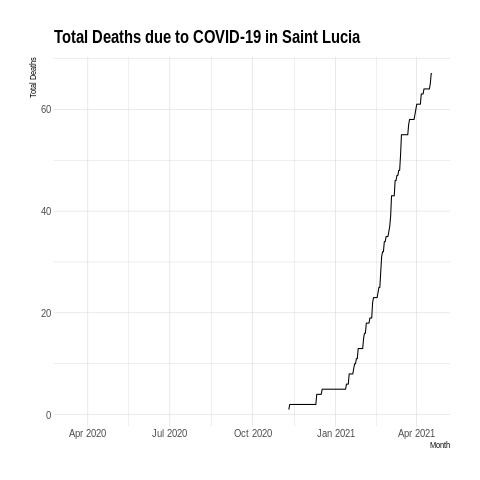 Total Deaths due to COVID-19 in Saint Lucia
Total Deaths
60
40
20
0
Apr 2020 Jul 2020 Oct 2020 Jan 2021 Apr 2021
Month